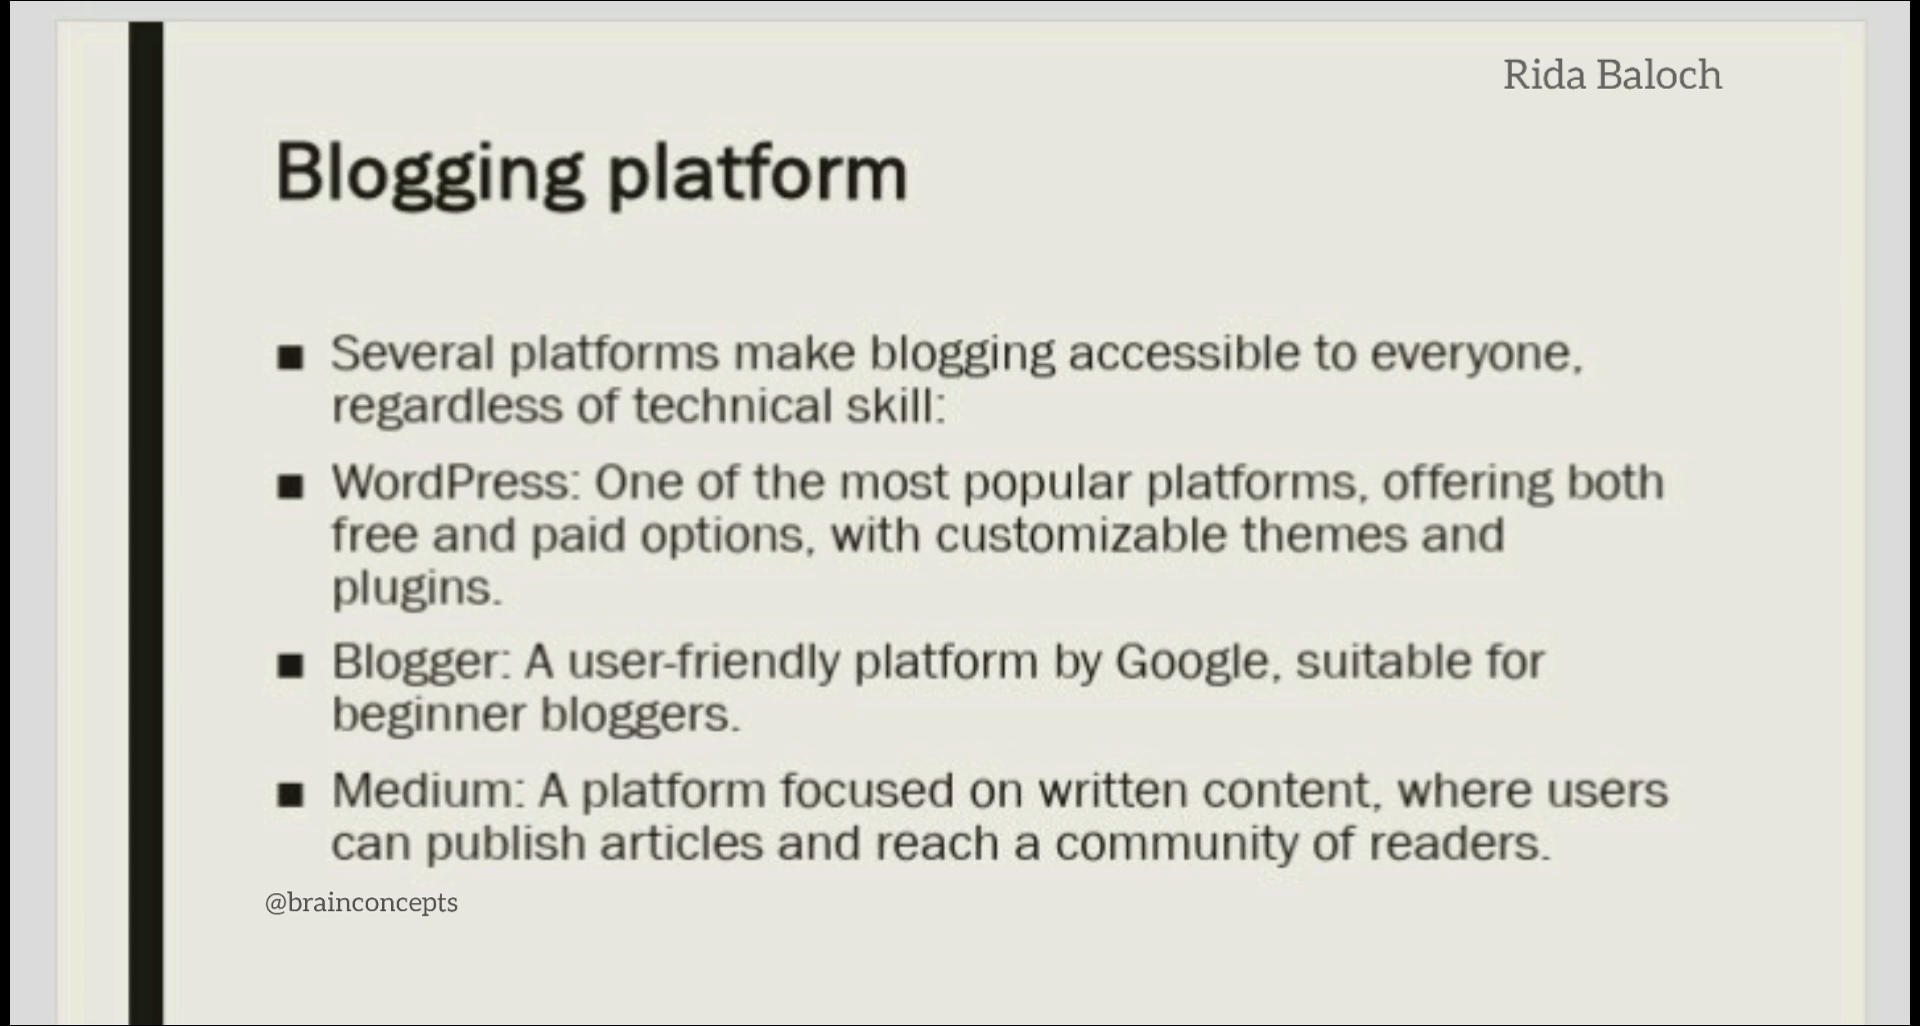 Rida Baloch
Blogging platform
■ Several platforms make blogging accessible to everyone,
regardless of technical skill:
■ WordPress: One of the most popular platforms, offering both
free and paid options, with customizable themes and
plugins.
■ Blogger: A user-friendly platform by Google, suitable for
beginner bloggers.
■ Medium: A platform focused on written content, where users
can publish articles and reach a community of readers.
@brainconcepts